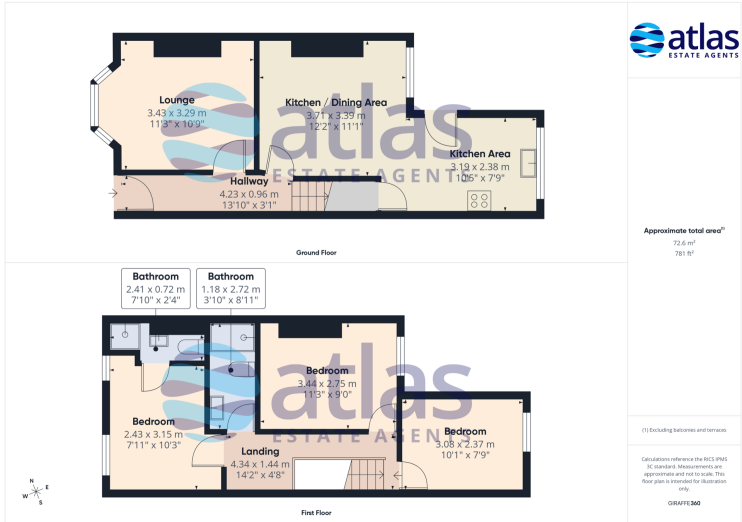 atlas
ESTATE AGENTS
Lounge
3.43 x 3.29 m
11'3" x 10'9"
Kitchen / Dining Area
3.71 x 3.39 m
12'2" x 11'1"
Kitchen Area
3.19 x 2.38 m
10'5" x 7'9"
Hallway
4.23 x 0.96 m
13'10" x 3'1"
atlas
ESTATE AGENTS
Ground Floor
Approximate total area(1)
72.6 m²
781 ft²
Bathroom
2.41 x 0.72 m
7'10" x 2'4"
Bathroom
1.18 x 2.72 m
3'10" x 8'11"
Bedroom
3.44 x 2.75 m
11'3" x 9'0"
Bedroom
2.43 x 3.15 m
7'11" x 10'3"
Bedroom
3.08 x 2.37 m
10'1" x 7'9"
Landing
4.34 x 1.44 m
14'2" x 4'8"
atlas
ESTATE AGENTS
First Floor
N
E
S
W
(1) Excluding balconies and terraces
Calculations reference the RICS IPMS
3C standard. Measurements are
approximate and not to scale. This
floor plan is intended for illustration
only.
GIRAFFE360